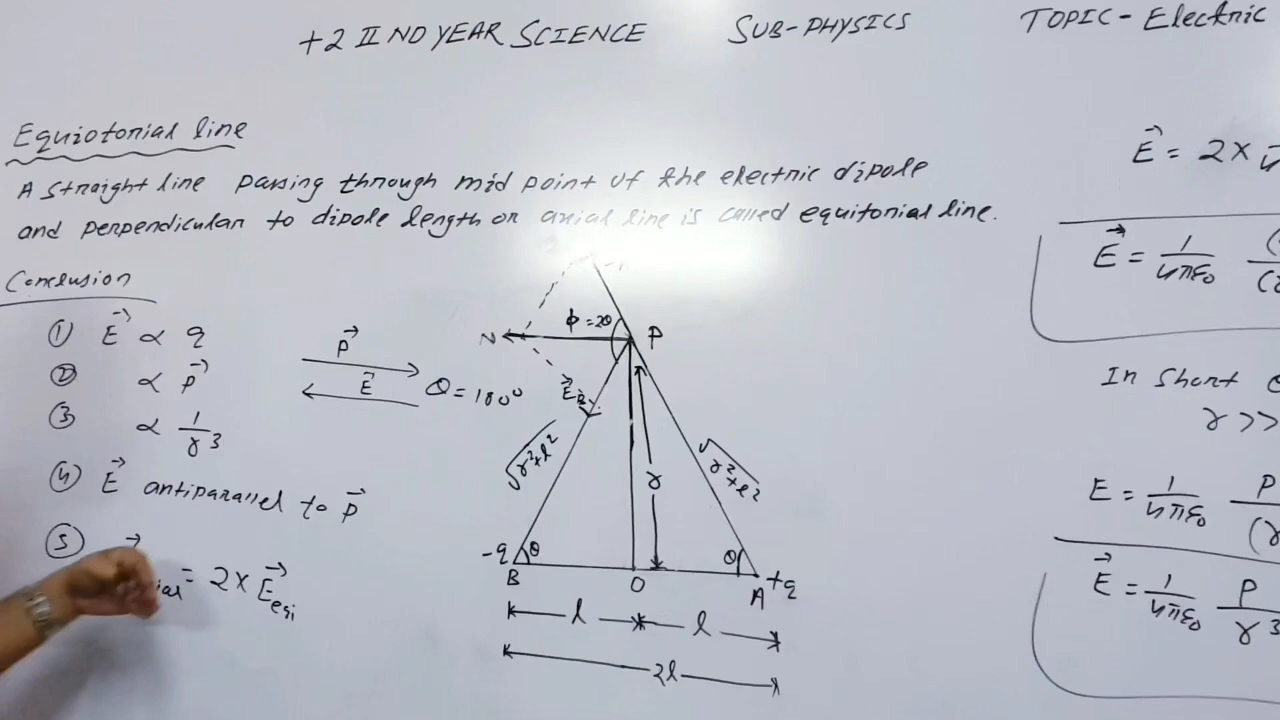 +2 II ND YEAR SCIENCE SUB-PHYSICS TOPIC- Electric
Equiotorial line
A straight line passing through mid point of the electric dipole
and perpendicular to dipole length or axial line is called equitorial line.
Conclusion
① E⃗ ∝ q
② ∝ p⃗
③ ∝ 1/r³
④ E⃗ antiparallel to p⃗
⑤ = 2 × E⃗equi
p⃗
E⃗ θ = 180°
N ϕ = 2θ P
E⃗B
√r²+l² r √r²+l²
-q θ θ +q
B O A
l l
2l
E⃗ = 2×
E⃗ = 1/4πε₀
In short
r >>
E = 1/4πε₀ P/(r
E⃗ = 1/4πε₀ P/r³